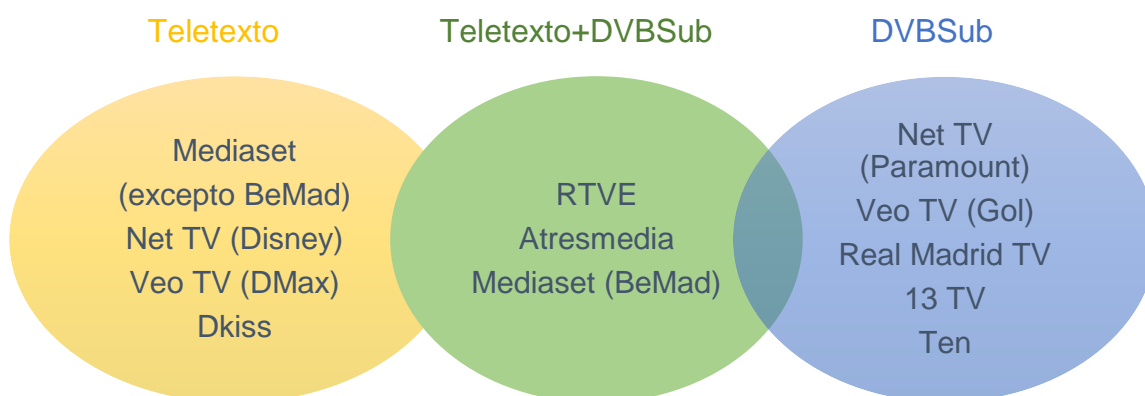 Teletexto
Teletexto+DVBSub
DVBSub
Mediaset
(excepto BeMad)
Net TV (Disney)
Veo TV (DMax)
Dkiss
RTVE
Atresmedia
Mediaset (BeMad)
Net TV
(Paramount)
Veo TV (Gol)
Real Madrid TV
13 TV
Ten